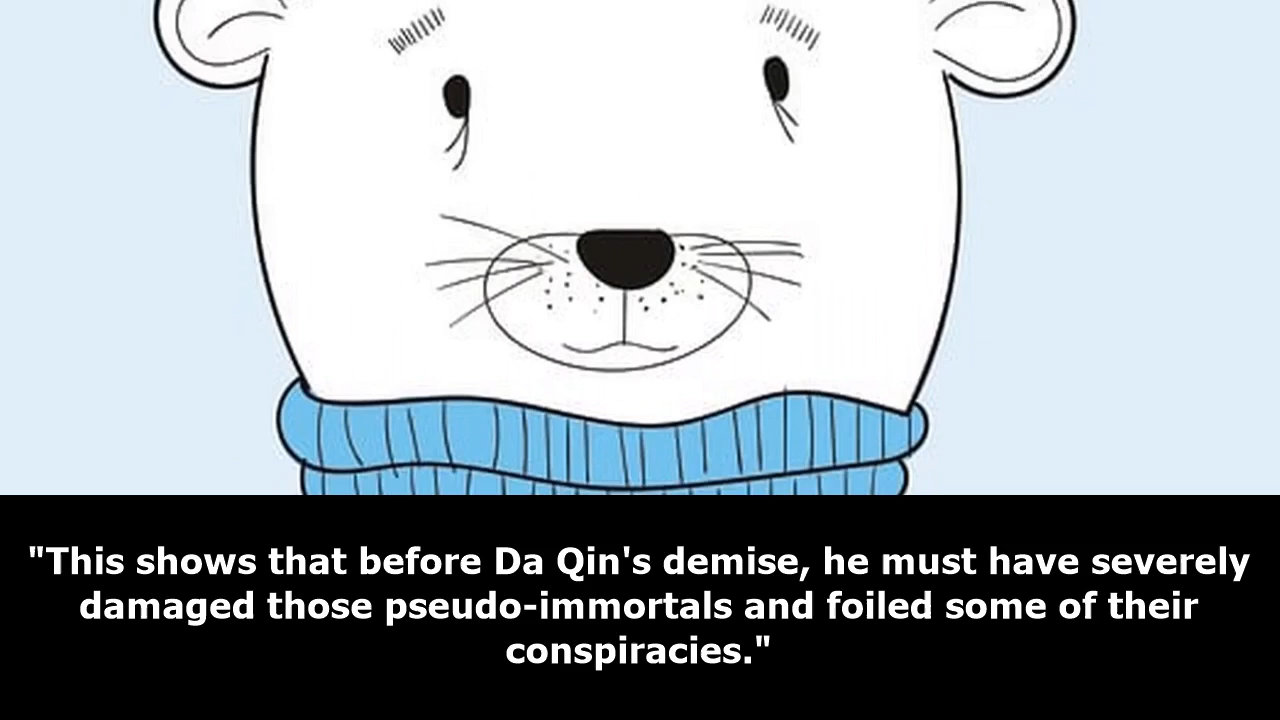 "This shows that before Da Qin's demise, he must have severely
damaged those pseudo-immortals and foiled some of their
conspiracies."